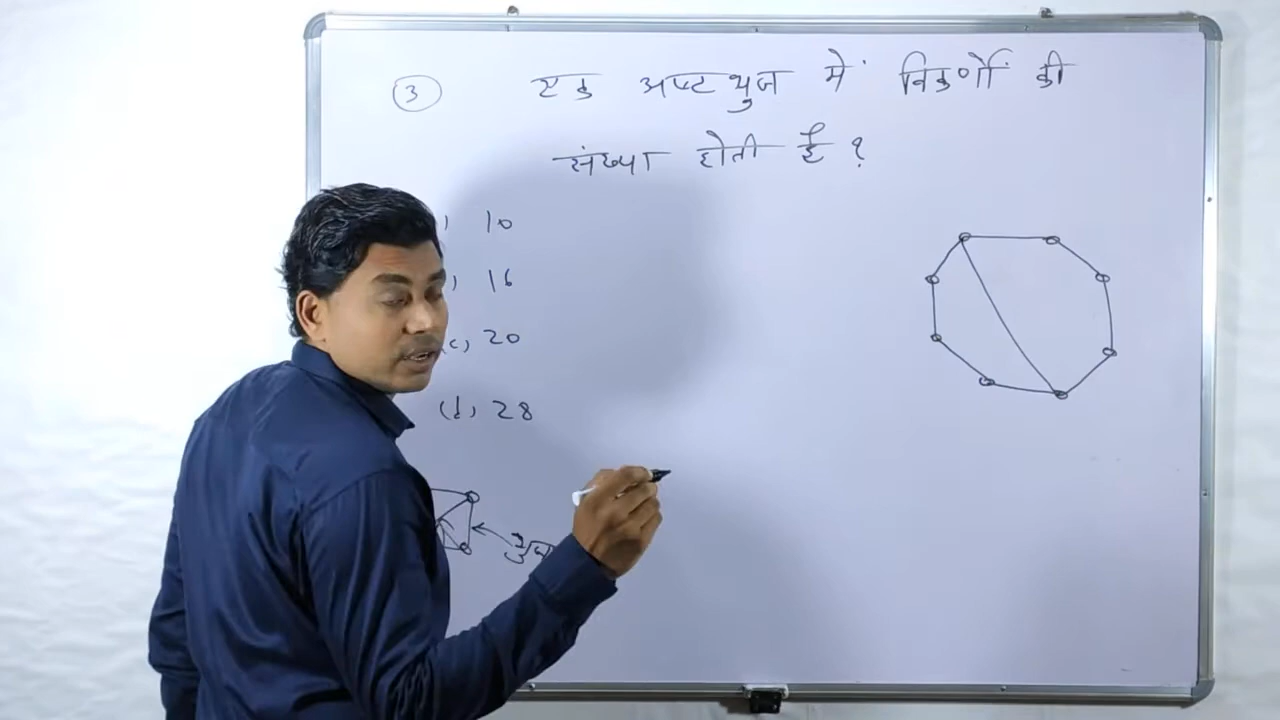 3 एक अष्टभुज में विकर्णों की
संख्या होती है ?
) 10
) 16
(c) 20
(d) 28